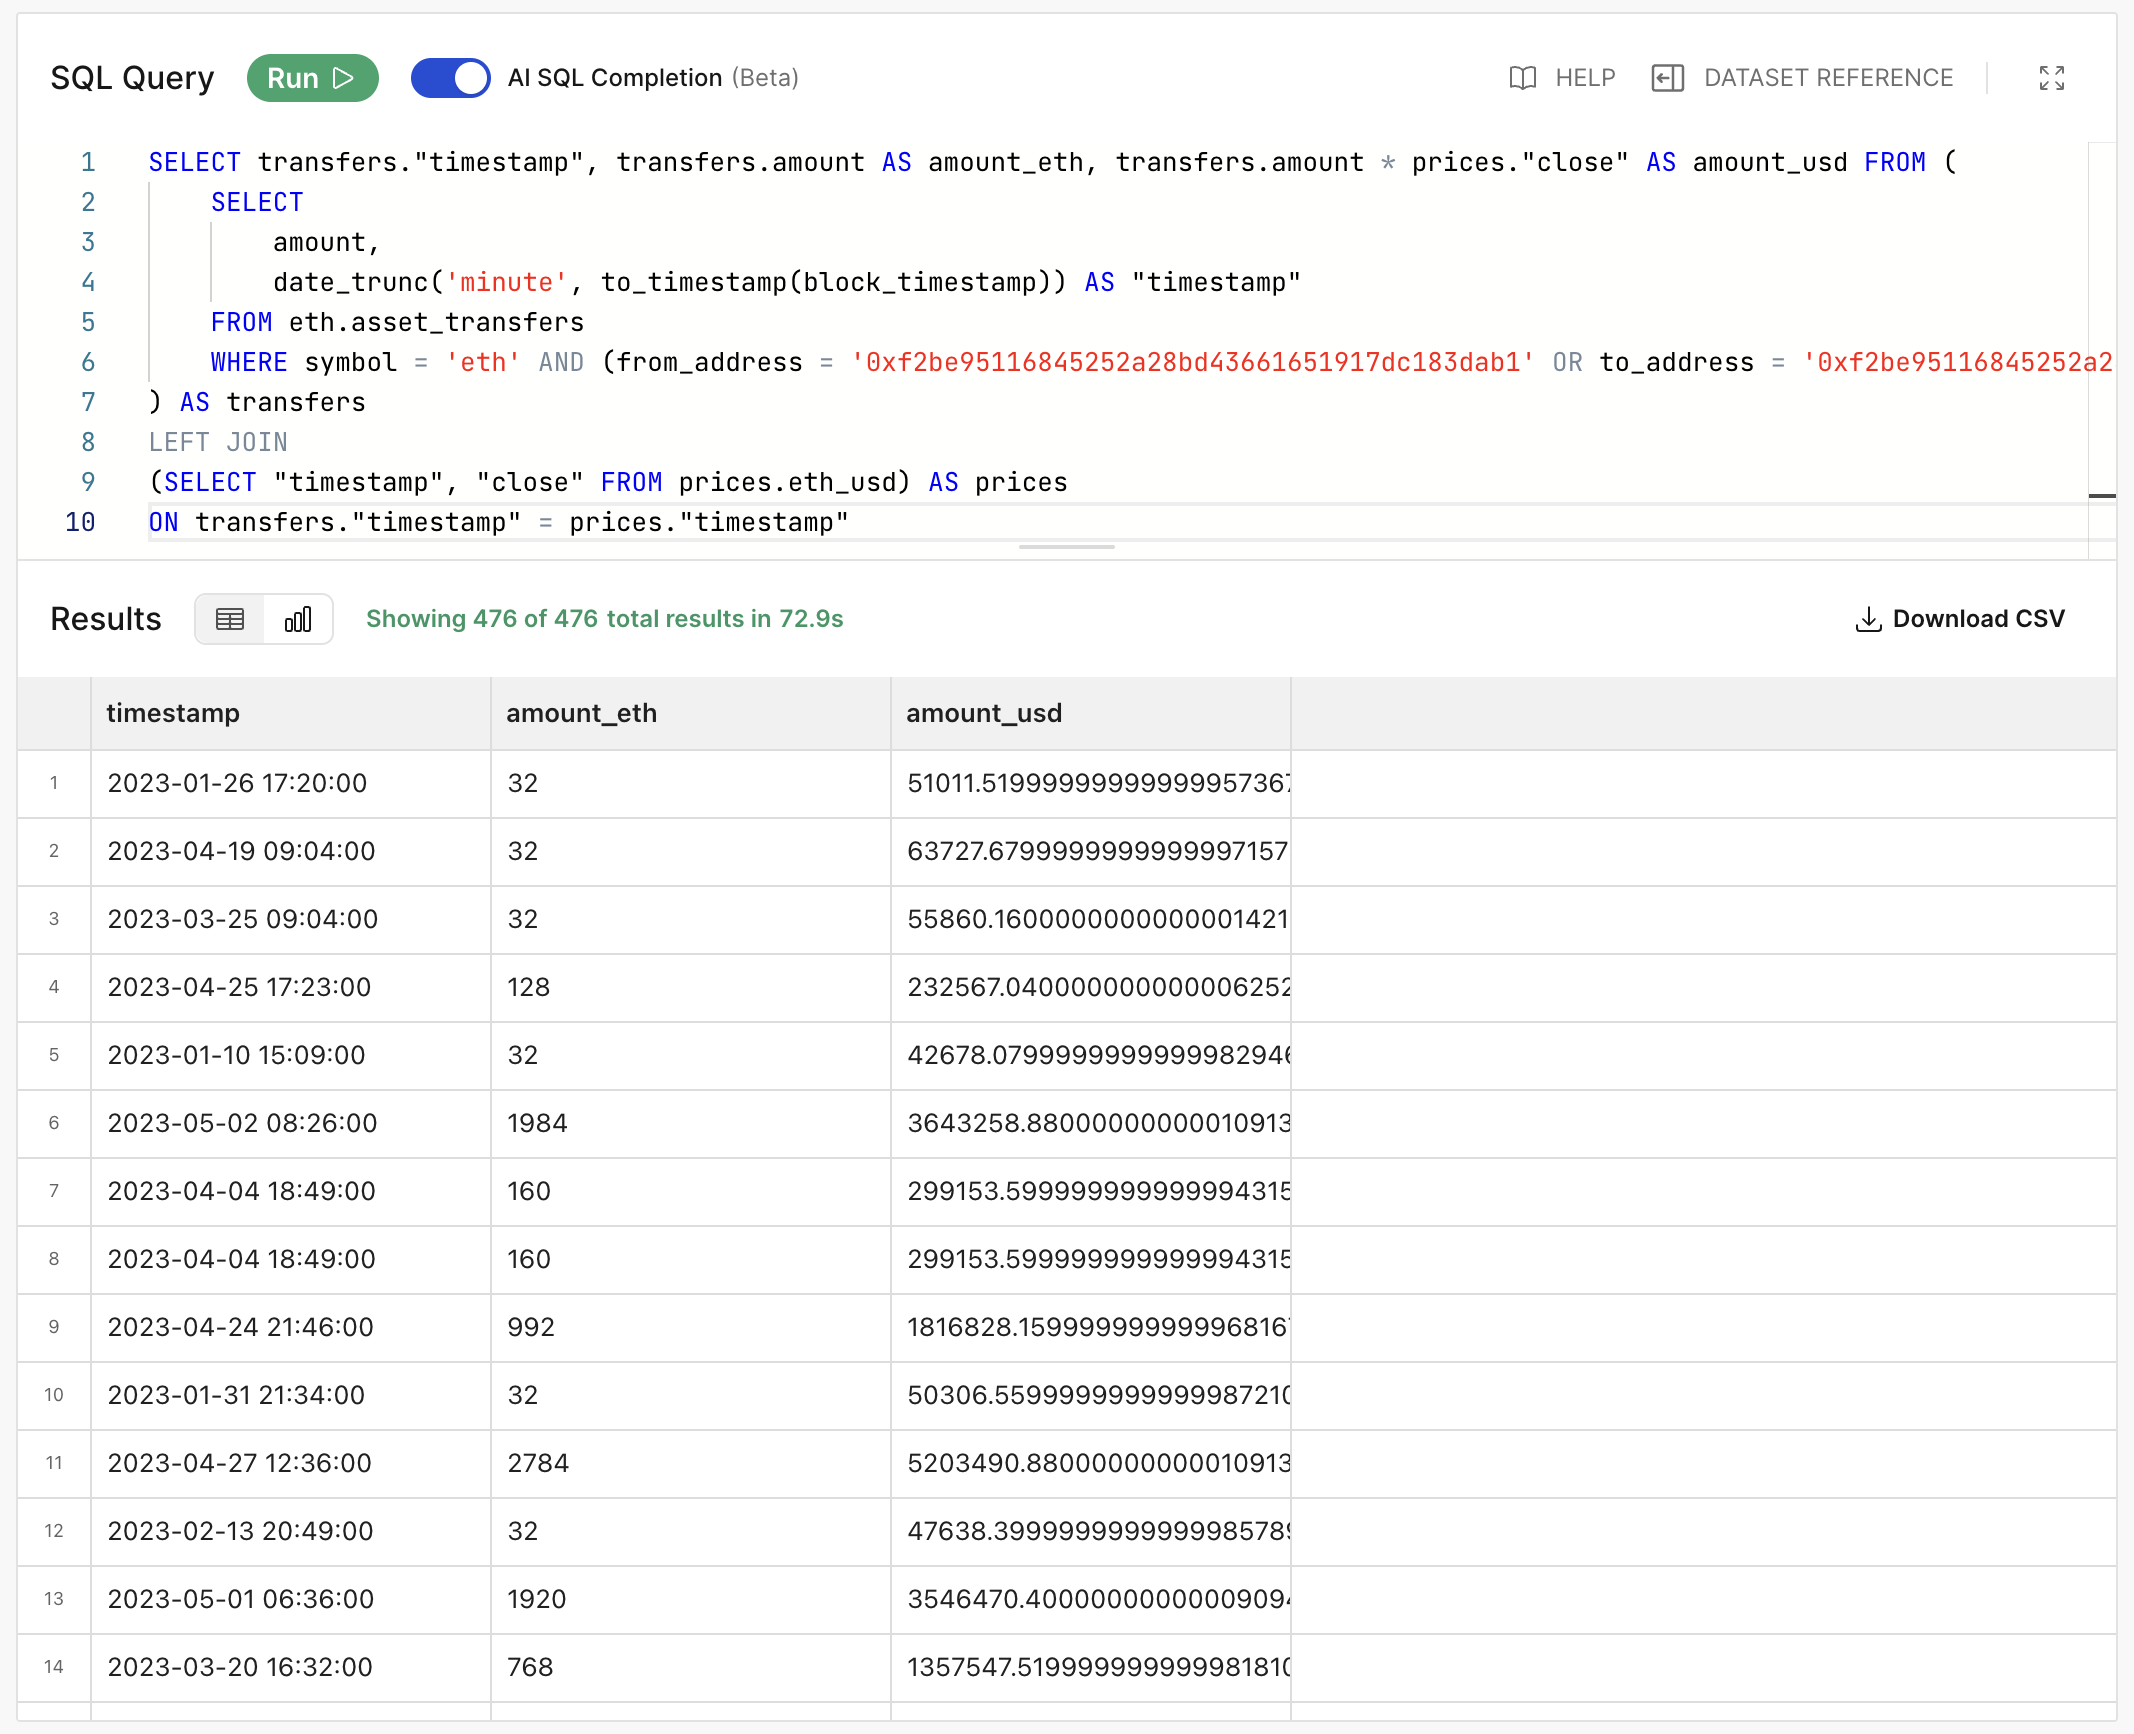 SQL Query Run AI SQL Completion (Beta) HELP DATASET REFERENCE
1 SELECT transfers."timestamp", transfers.amount AS amount_eth, transfers.amount * prices."close" AS amount_usd FROM (
2 SELECT
3 amount,
4 date_trunc('minute', to_timestamp(block_timestamp)) AS "timestamp"
5 FROM eth.asset_transfers
6 WHERE symbol = 'eth' AND (from_address = '0xf2be95116845252a28bd43661651917dc183dab1' OR to_address = '0xf2be95116845252a2
7 ) AS transfers
8 LEFT JOIN
9 (SELECT "timestamp", "close" FROM prices.eth_usd) AS prices
10 ON transfers."timestamp" = prices."timestamp"
Results Showing 476 of 476 total results in 72.9s Download CSV
timestamp amount_eth amount_usd
1 2023-01-26 17:20:00 32 51011.5199999999999957367
2 2023-04-19 09:04:00 32 63727.6799999999999997157
3 2023-03-25 09:04:00 32 55860.1600000000000001421
4 2023-04-25 17:23:00 128 232567.040000000000006252
5 2023-01-10 15:09:00 32 42678.0799999999999982946
6 2023-05-02 08:26:00 1984 3643258.88000000000010913
7 2023-04-04 18:49:00 160 299153.599999999999994315
8 2023-04-04 18:49:00 160 299153.599999999999994315
9 2023-04-24 21:46:00 992 1816828.15999999999996816
10 2023-01-31 21:34:00 32 50306.5599999999999987210
11 2023-04-27 12:36:00 2784 5203490.88000000000010913
12 2023-02-13 20:49:00 32 47638.3999999999999985789
13 2023-05-01 06:36:00 1920 3546470.4000000000009094
14 2023-03-20 16:32:00 768 1357547.51999999999998181